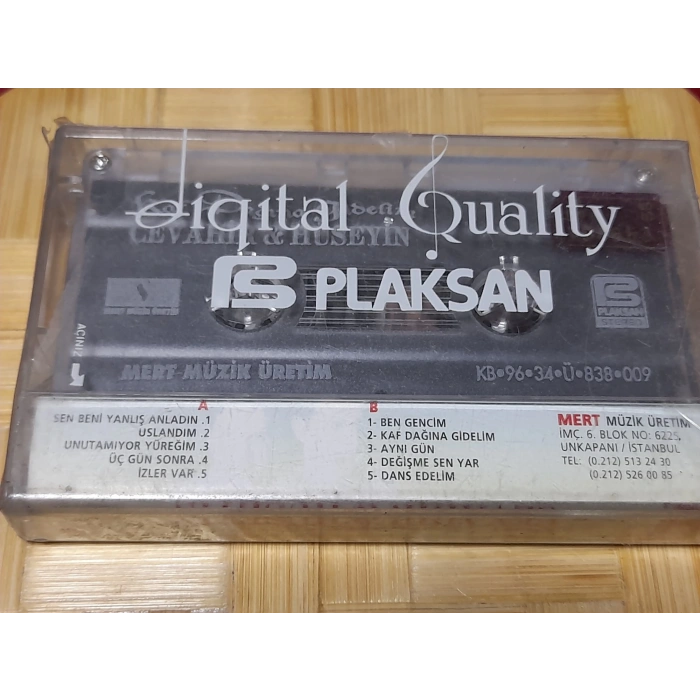 digital Quality
CEVAHİR & HÜSEYİN
PLAKSAN
PLAKSAN
AÇINIZ
MERT MÜZİK ÜRETİM
KB•96•34•Ü•838•009
A
SEN BENİ YANLIŞ ANLADIN .1
USLANDIM .2
UNUTAMIYOR YÜREĞİM .3
ÜÇ GÜN SONRA .4
İZLER VAR .5
B
1- BEN GENCİM
2- KAF DAĞINA GİDELİM
3- AYNI GÜN
4- DEĞİŞME SEN YAR
5- DANS EDELİM
MERT MÜZİK ÜRETİM
İMÇ. 6. BLOK NO: 6225,
UNKAPANI / İSTANBUL
TEL: (0.212) 513 24 30
(0.212) 526 00 85